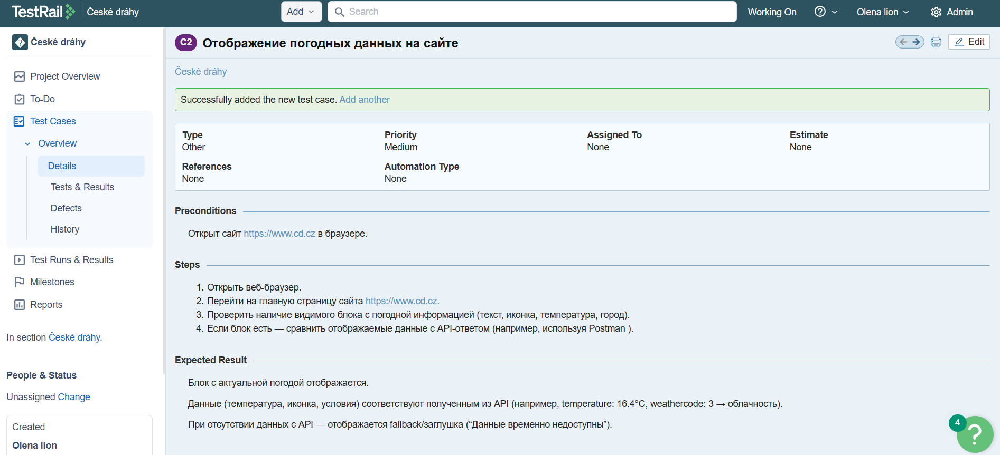 TestRail České dráhy Add Search Working On Olena lion Admin
České dráhy
Project Overview
To-Do
Test Cases
Overview
Details
Tests & Results
Defects
History
Test Runs & Results
Milestones
Reports
In section České dráhy.
People & Status
Unassigned Change
Created
Olena lion
C2 Отображение погодных данных на сайте
Edit
České dráhy
Successfully added the new test case. Add another
Type Priority Assigned To Estimate
Other Medium None None
References Automation Type
None None
Preconditions
Открыт сайт https://www.cd.cz в браузере.
Steps
1. Открыть веб-браузер.
2. Перейти на главную страницу сайта https://www.cd.cz.
3. Проверить наличие видимого блока с погодной информацией (текст, иконка, температура, город).
4. Если блок есть — сравнить отображаемые данные с API-ответом (например, используя Postman ).
Expected Result
Блок с актуальной погодой отображается.
Данные (температура, иконка, условия) соответствуют полученным из API (например, temperature: 16.4°C, weathercode: 3 → облачность).
При отсутствии данных с API — отображается fallback/заглушка (“Данные временно недоступны”).
4
?